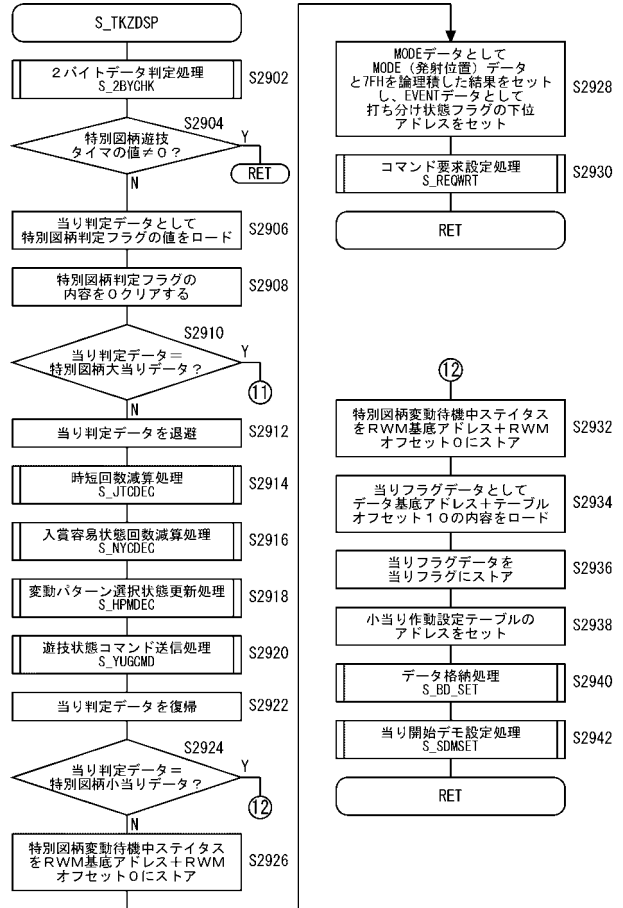 S_TKZDSP
２バイトデータ判定処理
S_2BYCHK
S2902
S2904
特別図柄遊技
タイマの値≠０？
Y
RET
N
当り判定データとして
特別図柄判定フラグの値をロード
S2906
特別図柄判定フラグの
内容を０クリアする
S2908
S2910
当り判定データ＝
特別図柄大当りデータ？
Y
11
N
当り判定データを退避
S2912
時短回数減算処理
S_JTCDEC
S2914
入賞容易状態回数減算処理
S_NYCDEC
S2916
変動パターン選択状態更新処理
S_HPMDEC
S2918
遊技状態コマンド送信処理
S_YUGCMD
S2920
当り判定データを復帰
S2922
S2924
当り判定データ＝
特別図柄小当りデータ？
Y
12
N
特別図柄変動待機中ステイタス
をＲＷＭ基底アドレス＋ＲＷＭ
オフセット０にストア
S2926
MODEデータとして
MODE（発射位置）データ
と7FHを論理積した結果をセット
し、EVENTデータとして
打ち分け状態フラグの下位
アドレスをセット
S2928
コマンド要求設定処理
S_REQWRT
S2930
RET
12
特別図柄変動待機中ステイタス
をＲＷＭ基底アドレス＋ＲＷＭ
オフセット０にストア
S2932
当りフラグデータとして
データ基底アドレス＋テーブル
オフセット１０の内容をロード
S2934
当りフラグデータを
当りフラグにストア
S2936
小当り作動設定テーブルの
アドレスをセット
S2938
データ格納処理
S_BD_SET
S2940
当り開始デモ設定処理
S_SDMSET
S2942
RET